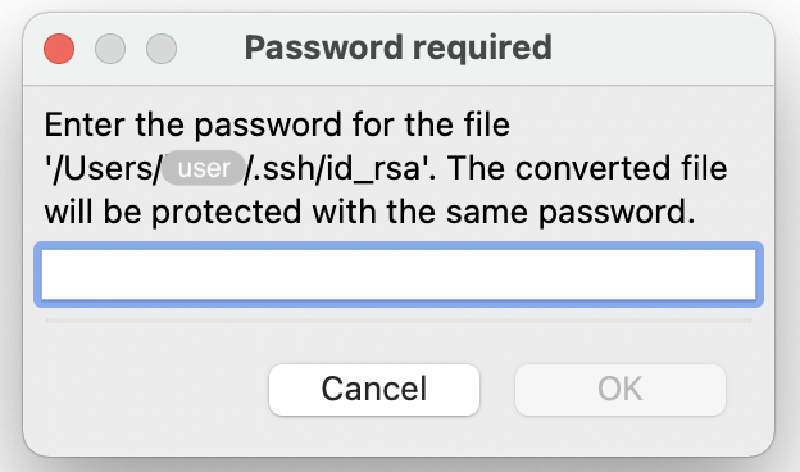 Password required
Enter the password for the file
'/Users/user/.ssh/id_rsa'. The converted file
will be protected with the same password.
Cancel OK